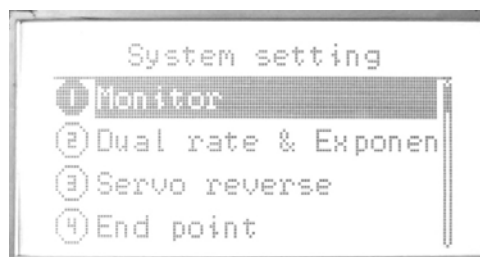 System setting
1 Monitor
2 Dual rate & Exponen
3 Servo reverse
4 End point